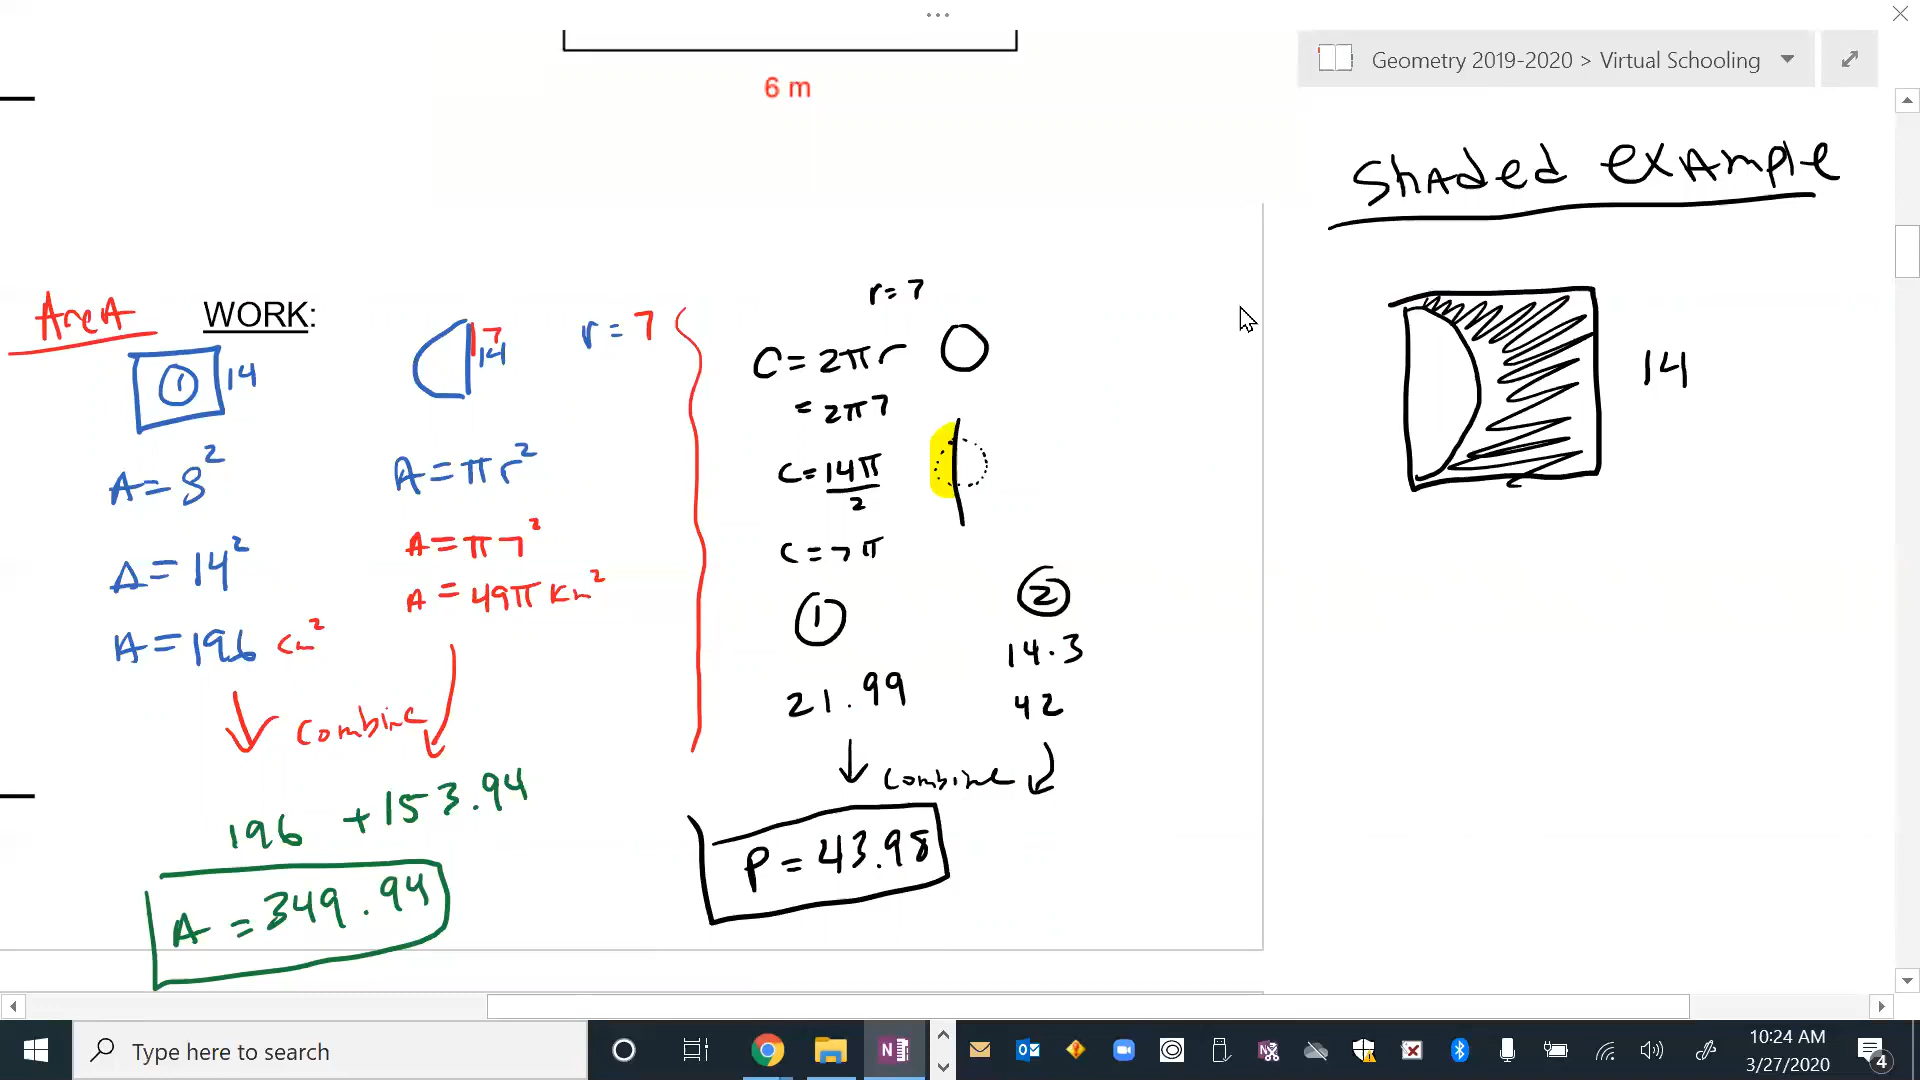 6 m
Geometry 2019-2020 > Virtual Schooling
Shaded example
14
Area
WORK:
1
14
7
14
r = 7
A = S²
A = πr²
A = 14²
A = π7²
A = 49π km²
A = 196 cm²
combine
196 + 153.94
A = 349.94
r = 7
C = 2πr
= 2π7
C = 14π
2
C = 7π
1
2
14.3
21.99
42
combine
P = 43.98
Type here to search
10:24 AM
3/27/2020
4